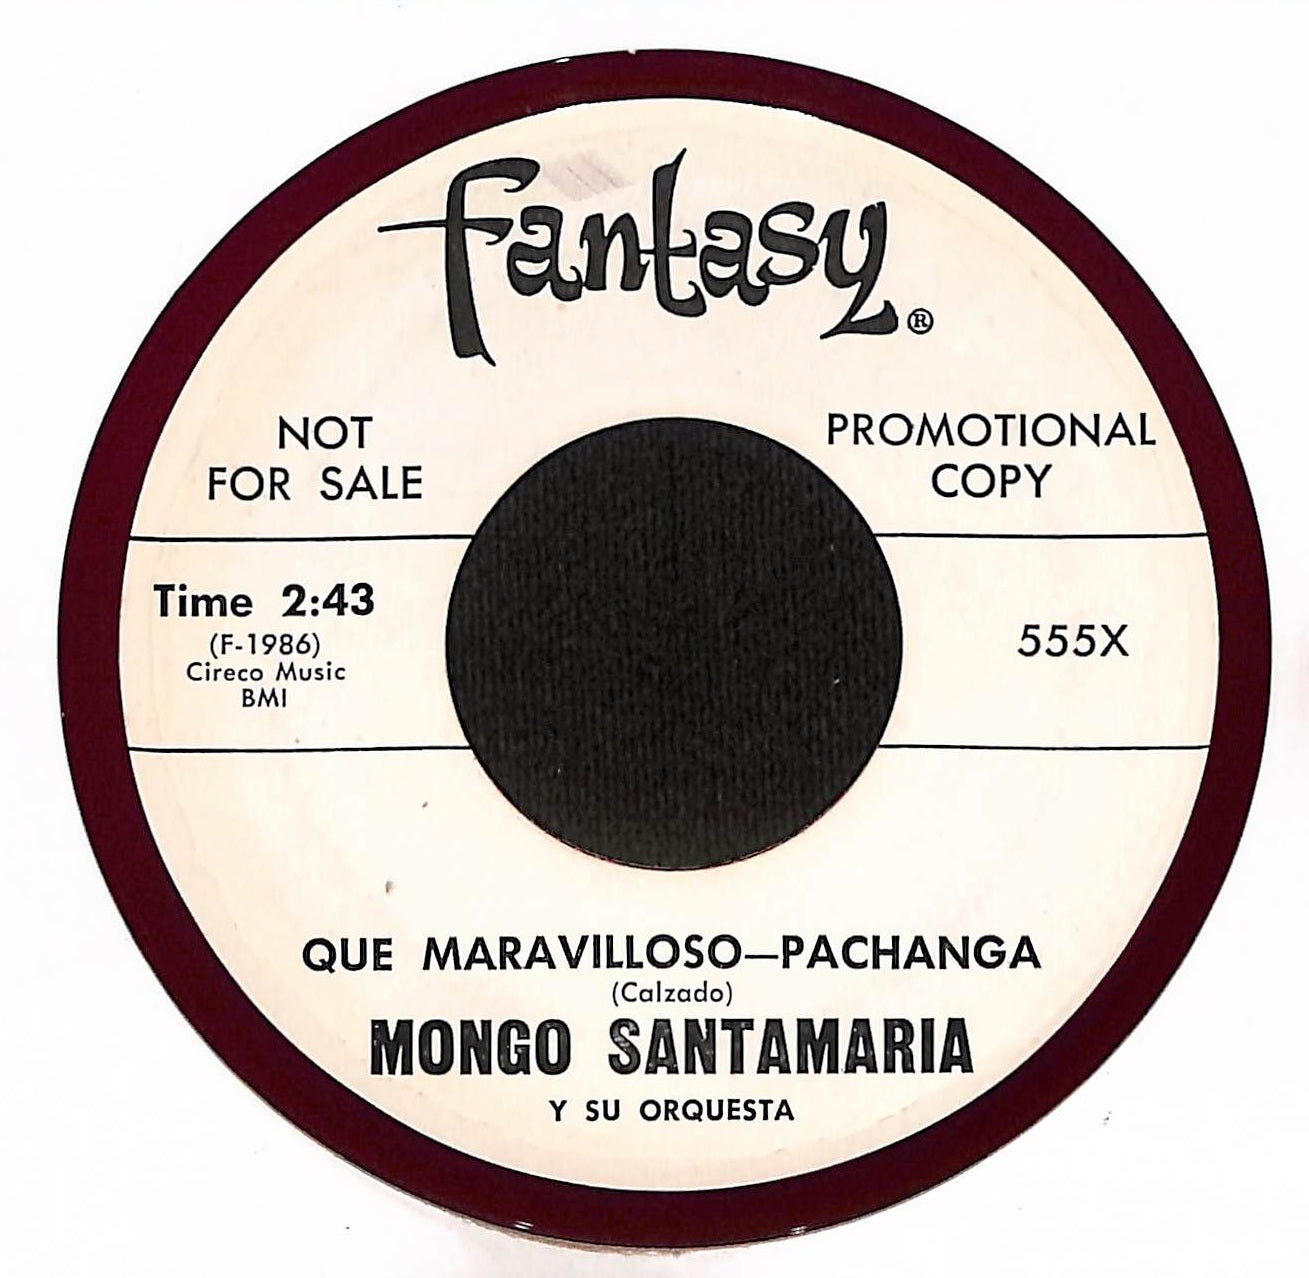 fantasy®
NOT
FOR SALE
PROMOTIONAL
COPY
Time 2:43
(F-1986)
Cireco Music
BMI
555X
QUE MARAVILLOSO—PACHANGA
(Calzado)
MONGO SANTAMARIA
Y SU ORQUESTA